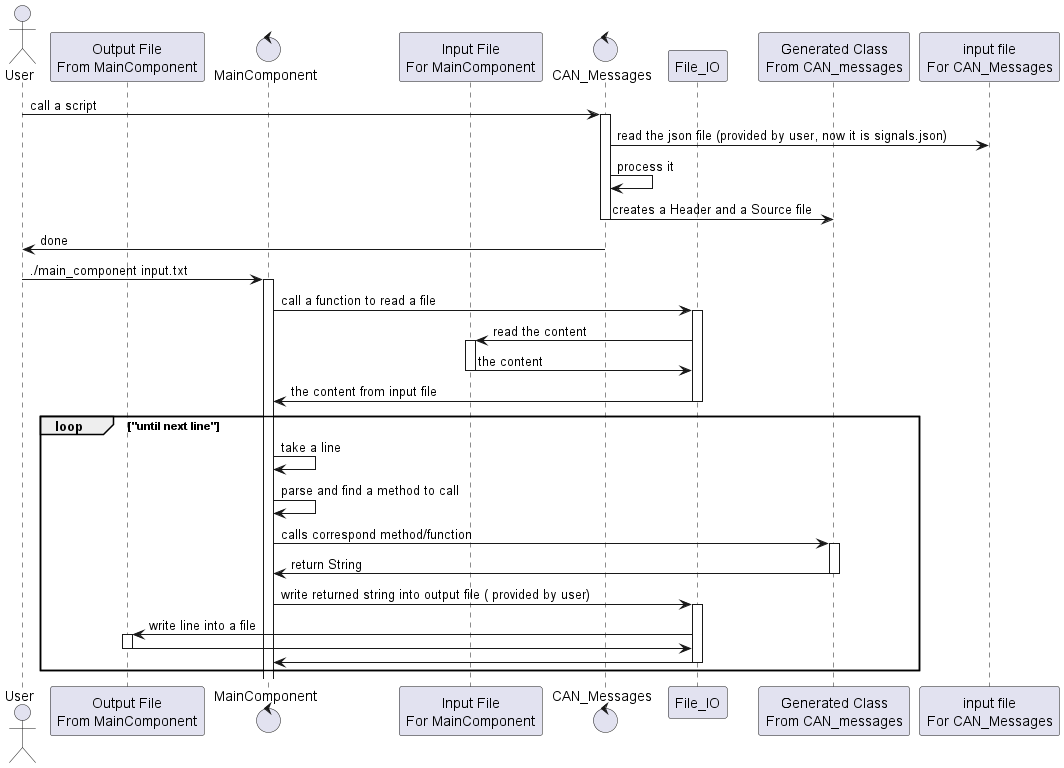 User
Output File
From MainComponent
MainComponent
Input File
For MainComponent
CAN_Messages
File_IO
Generated Class
From CAN_messages
input file
For CAN_Messages
call a script
read the json file (provided by user, now it is signals.json)
process it
creates a Header and a Source file
done
./main_component input.txt
call a function to read a file
read the content
the content
the content from input file
loop ["until next line"]
take a line
parse and find a method to call
calls correspond method/function
return String
write returned string into output file ( provided by user)
write line into a file
User
Output File
From MainComponent
MainComponent
Input File
For MainComponent
CAN_Messages
File_IO
Generated Class
From CAN_messages
input file
For CAN_Messages